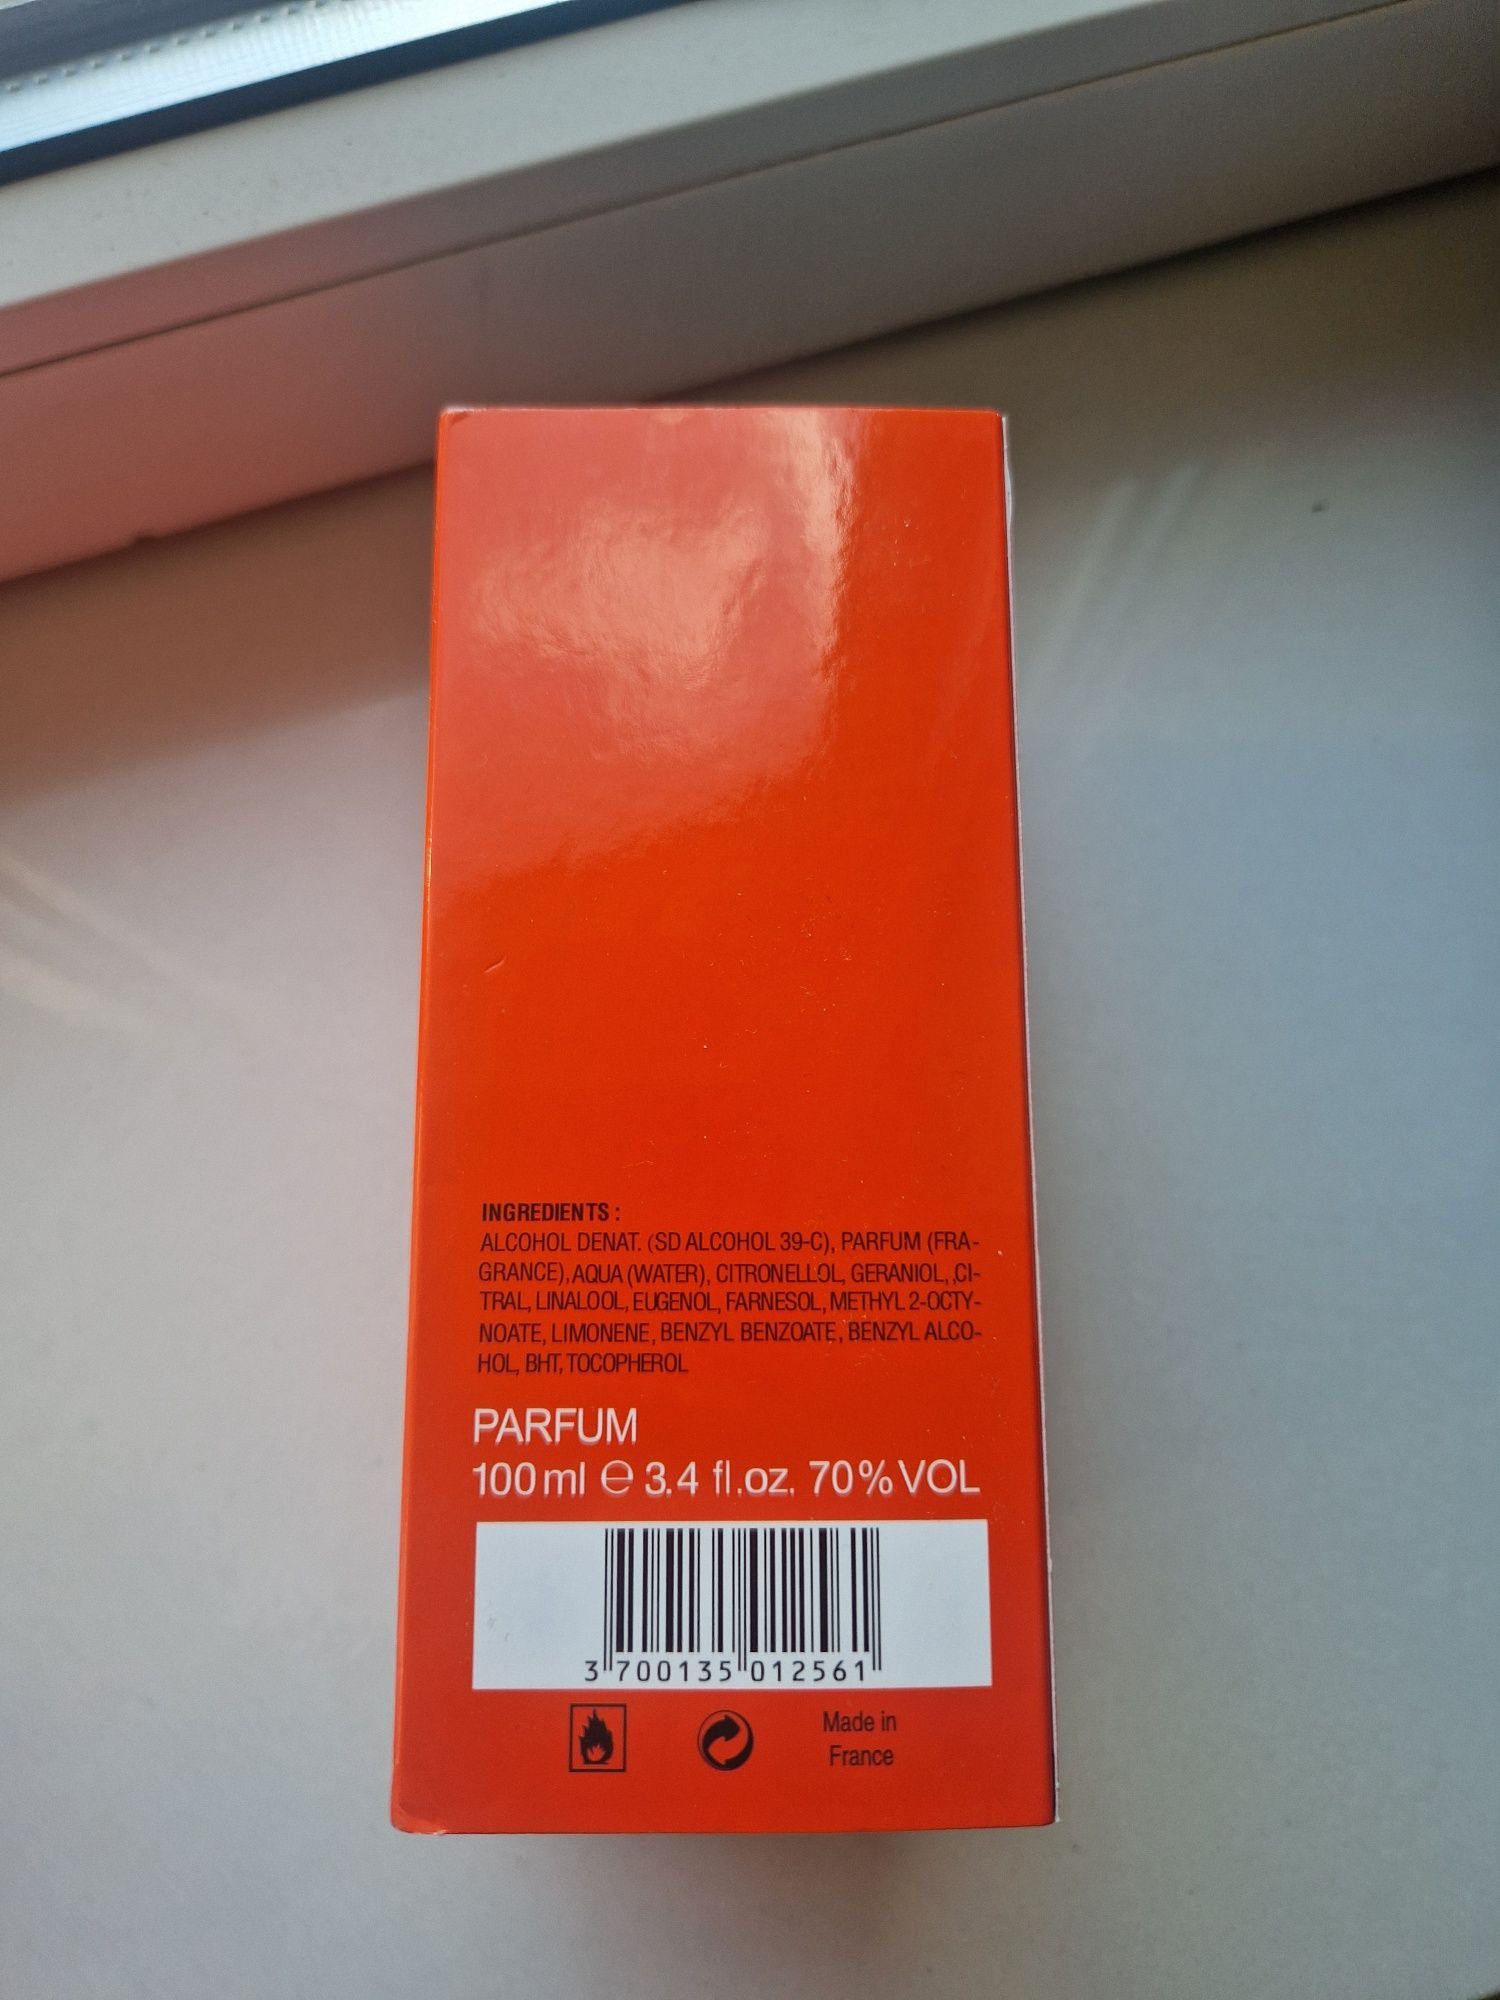 INGREDIENTS :
ALCOHOL DENAT. (SD ALCOHOL 39-C), PARFUM (FRA-
GRANCE), AQUA (WATER), CITRONELLOL, GERANIOL, ,CI-
TRAL, LINALOOL, EUGENOL, FARNESOL, METHYL 2-OCTY-
NOATE, LIMONENE, BENZYL BENZOATE, BENZYL ALCO-
HOL, BHT, TOCOPHEROL
PARFUM
100 ml ℮ 3.4 fl.oz. 70% VOL
3 700135 012561
Made in
France